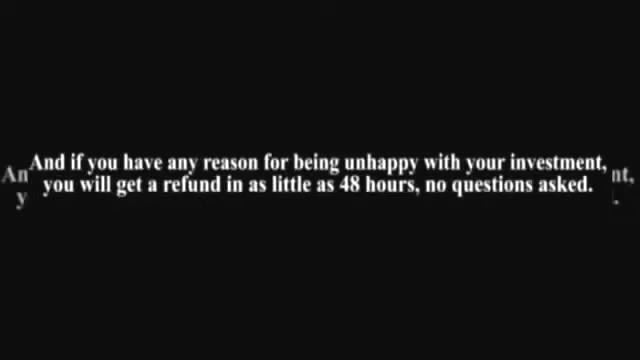 And if you have any reason for being unhappy with your investment,
you will get a refund in as little as 48 hours, no questions asked.